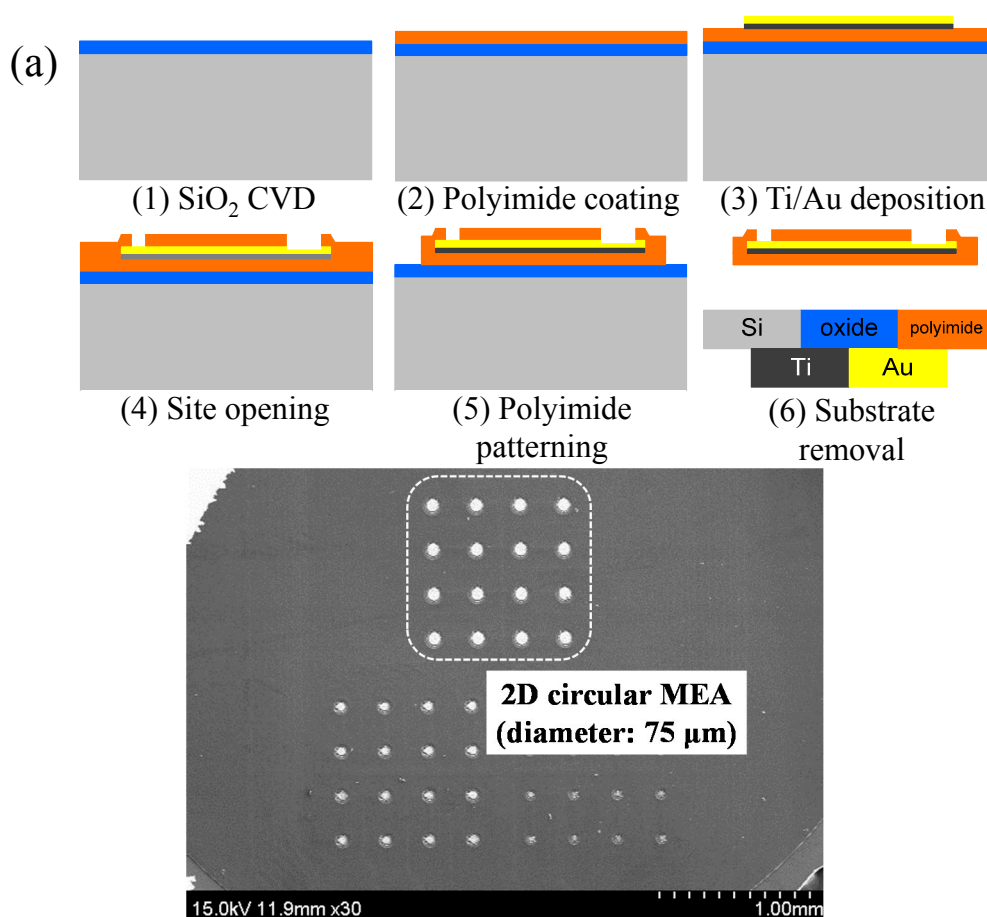 (a)
(1) SiO₂ CVD
(2) Polyimide coating
(3) Ti/Au deposition
(4) Site opening
(5) Polyimide
patterning
Si
oxide
polyimide
Ti
Au
(6) Substrate
removal
2D circular MEA
(diameter: 75 μm)
15.0kV 11.9mm x30
1.00mm